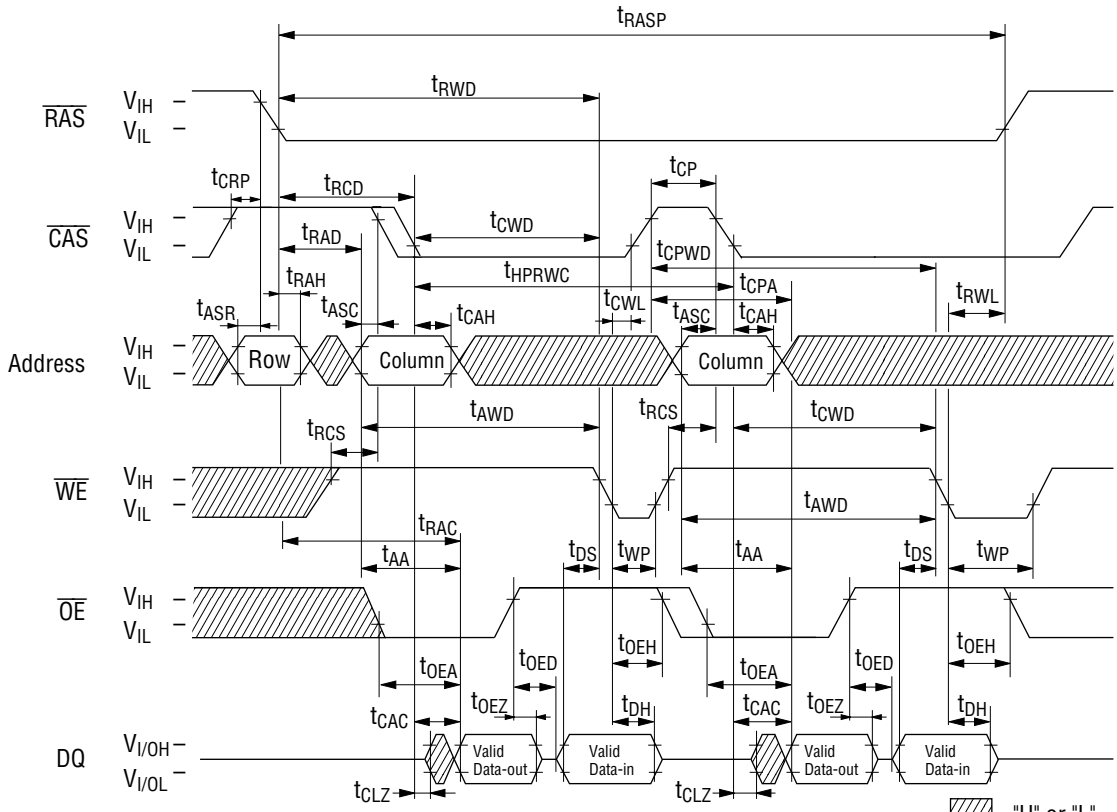 tRASP
tRWD
RAS
VIH
VIL
tCRP
tRCD
tCP
CAS
VIH
VIL
tRAD
tCWD
tCPWD
tHPRWC
tCPA
tRAH
tASR
tASC
tCAH
tCWL
tASC
tCAH
tRWL
Address
VIH
VIL
Row
Column
Column
tRCS
tAWD
tRCS
tCWD
WE
VIH
VIL
tRAC
tAWD
tAA
tDS
tWP
tAA
tDS
tWP
OE
VIH
VIL
tOEA
tOED
tOEH
tOEA
tOED
tOEH
tCAC
tOEZ
tDH
tCAC
tOEZ
tDH
DQ
VI/OH
VI/OL
Valid Data-out
Valid Data-in
Valid Data-out
Valid Data-in
tCLZ
tCLZ
"H" or "L"